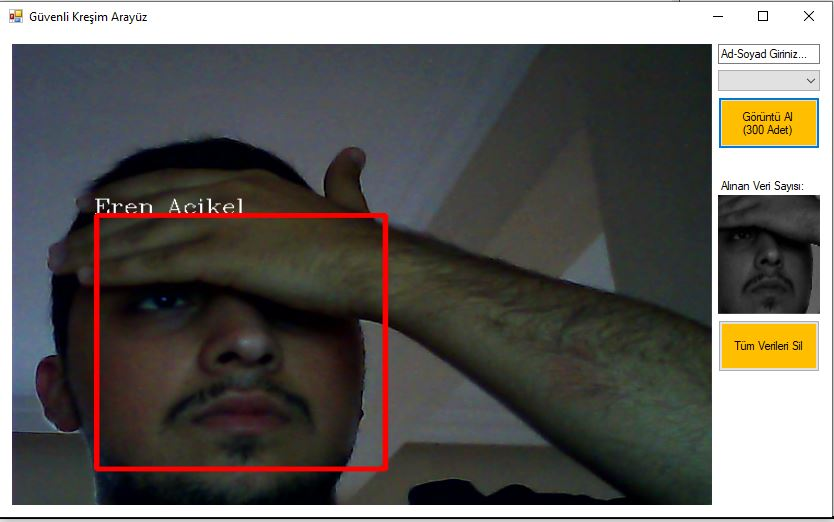 Güvenli Kreşim Arayüz
Ad-Soyad Giriniz...
Görüntü Al
(300 Adet)
Eren Acikel
Alınan Veri Sayısı:
Tüm Verileri Sil